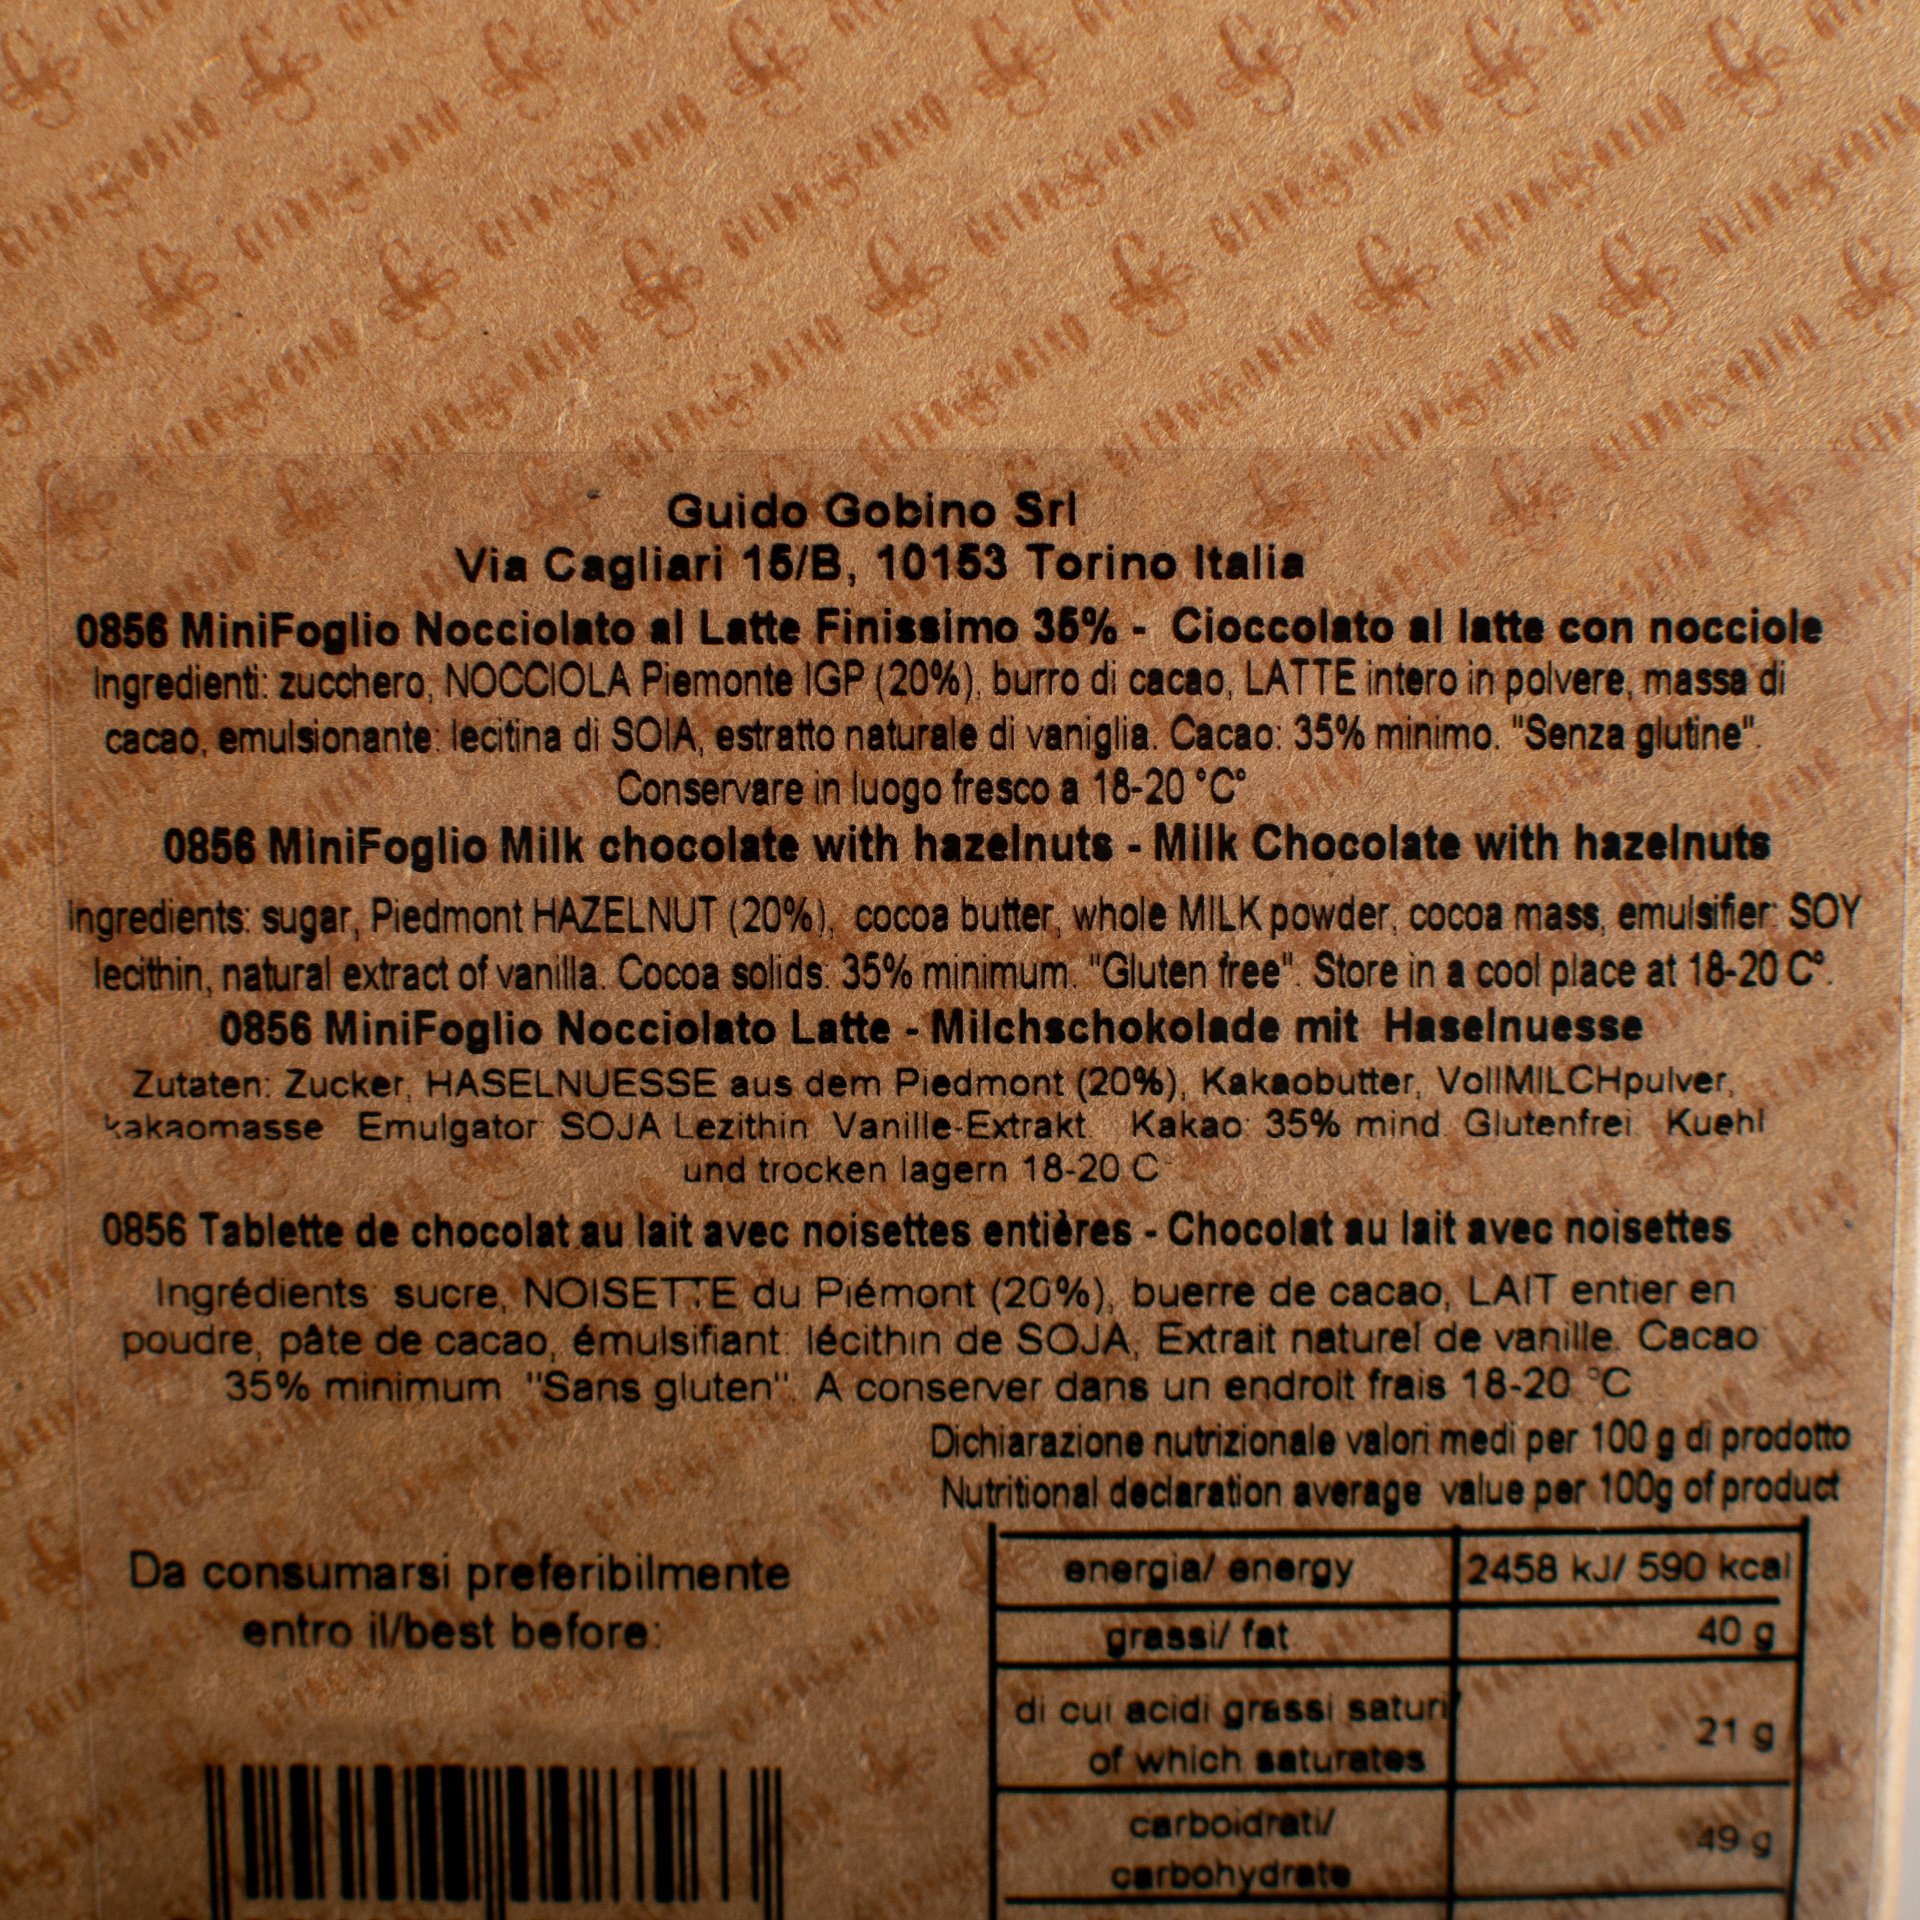 Guido Gobino Srl
Via Cagliari 15/B, 10153 Torino Italia
0856 MiniFoglio Nocciolato al Latte Finissimo 35% - Cioccolato al latte con nocciole
Ingredienti: zucchero, NOCCIOLA Piemonte IGP (20%), burro di cacao, LATTE intero in polvere, massa di
cacao, emulsionante: lecitina di SOIA, estratto naturale di vaniglia. Cacao: 35% minimo. "Senza glutine".
Conservare in luogo fresco a 18-20 °C°
0856 MiniFoglio Milk chocolate with hazelnuts - Milk Chocolate with hazelnuts
Ingredients: sugar, Piedmont HAZELNUT (20%), cocoa butter, whole MILK powder, cocoa mass, emulsifier: SOY
lecithin, natural extract of vanilla. Cocoa solids: 35% minimum. "Gluten free". Store in a cool place at 18-20 C°.
0856 MiniFoglio Nocciolato Latte - Milchschokolade mit Haselnuesse
Zutaten: Zucker, HASELNUESSE aus dem Piedmont (20%), Kakaobutter, VollMILCHpulver,
kakaomasse Emulgator SOJA Lezithin Vanille-Extrakt Kakao: 35% mind Glutenfrei Kuehl
und trocken lagern 18-20 C
0856 Tablette de chocolat au lait avec noisettes entières - Chocolat au lait avec noisettes
Ingrédients: sucre, NOISETTE du Piémont (20%), buerre de cacao, LAIT entier en
poudre, pâte de cacao, émulsifiant: lécithin de SOJA, Extrait naturel de vanille. Cacao
35% minimum "Sans gluten". A conserver dans un endroit frais 18-20 °C
Dichiarazione nutrizionale valori medi per 100 g di prodotto
Nutritional declaration average value per 100g of product
Da consumarsi preferibilmente
entro il/best before:
energia/ energy 2458 kJ/ 590 kcal
grassi/ fat 40 g
di cui acidi grassi saturi/
of which saturates 21 g
carboidrati/
carbohydrate 49 g